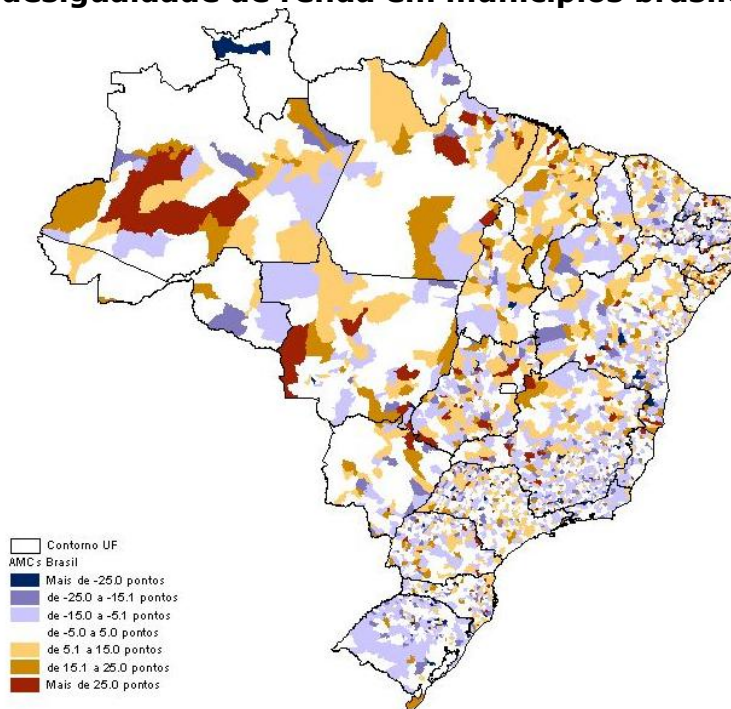 desigualdade de renda em municípios
Contorno UF
AMCs Brasil
Mais de -25.0 pontos
de -25.0 a -15.1 pontos
de -15.0 a -5.1 pontos
de -5.0 a 5.0 pontos
de 5.1 a 15.0 pontos
de 15.1 a 25.0 pontos
Mais de 25.0 pontos